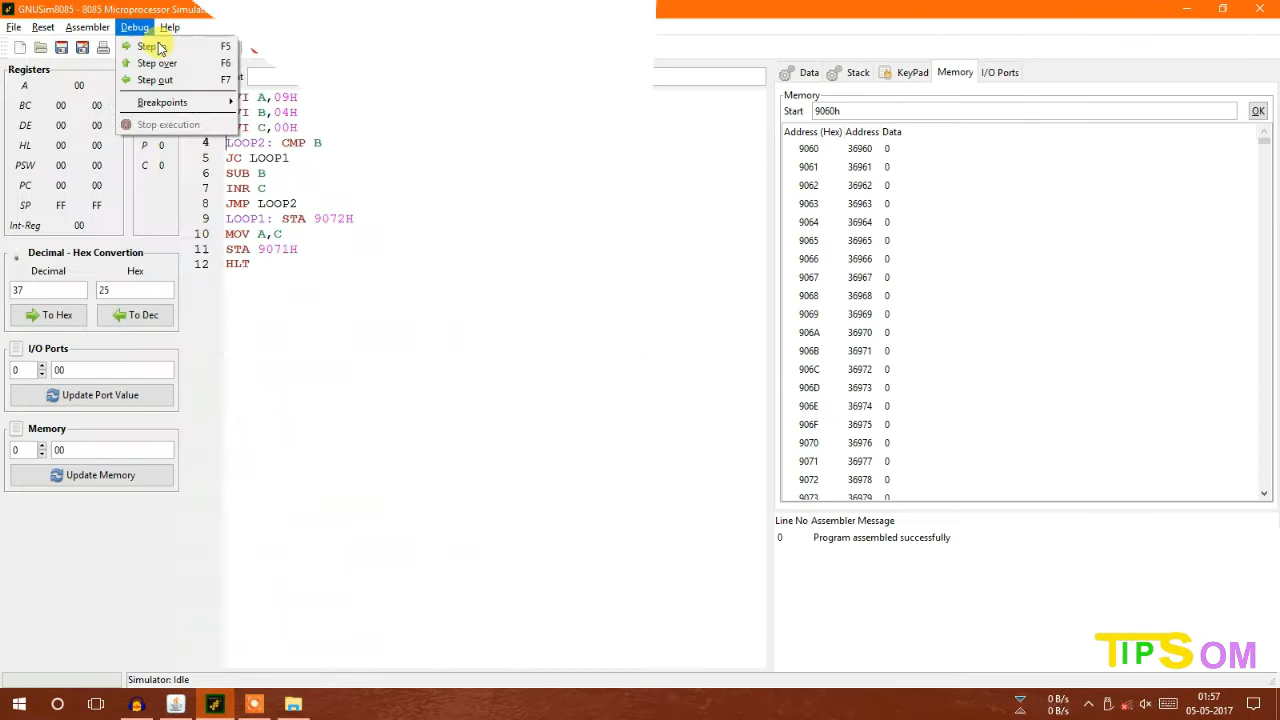 GNUSim8085 - 8085 Microprocessor Simulator
File Reset Assembler Debug Help
Step F5
Step over F6
Step out F7
Breakpoints
Stop execution
Registers
A 00
BC 00 00
DE 00 00
HL 00 00
PSW 00 00
PC 00 00
SP FF FF
Int-Reg 00
P 0
C 0
Decimal - Hex Convertion
Decimal Hex
37 25
To Hex To Dec
I/O Ports
0 00
Update Port Value
Memory
0 00
Update Memory
A,09H
B,04H
C,00H
4 LOOP2: CMP B
5 JC LOOP1
6 SUB B
7 INR C
8 JMP LOOP2
9 LOOP1: STA 9072H
10 MOV A,C
11 STA 9071H
12 HLT
Data Stack KeyPad Memory I/O Ports
Memory
Start 9060h OK
Address (Hex) Address Data
9060 36960 0
9061 36961 0
9062 36962 0
9063 36963 0
9064 36964 0
9065 36965 0
9066 36966 0
9067 36967 0
9068 36968 0
9069 36969 0
906A 36970 0
906B 36971 0
906C 36972 0
906D 36973 0
906E 36974 0
906F 36975 0
9070 36976 0
9071 36977 0
9072 36978 0
9073 36979 0
Line No Assembler Message
0 Program assembled successfully
TIPSOM
Simulator: Idle
0 B/s
0 B/s
01:57
05-05-2017